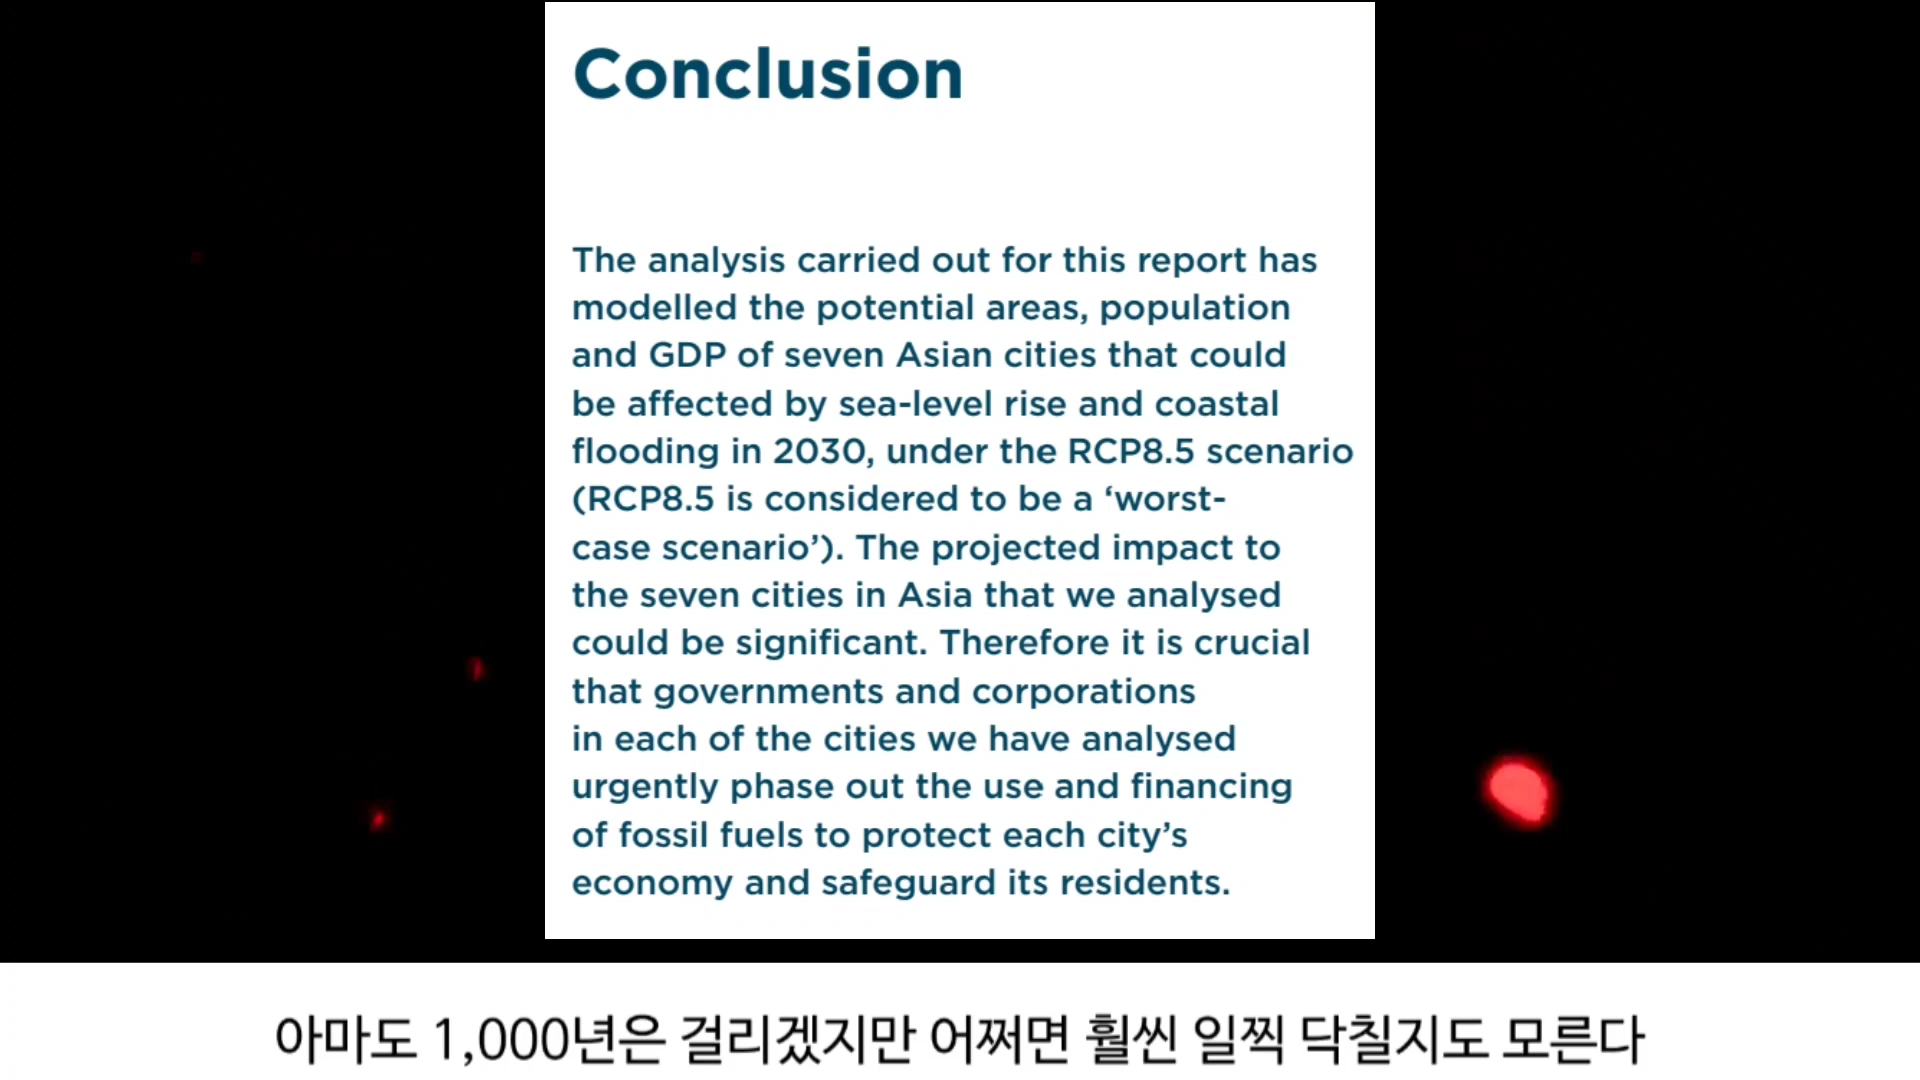 Conclusion
The analysis carried out for this report has
modelled the potential areas, population
and GDP of seven Asian cities that could
be affected by sea-level rise and coastal
flooding in 2030, under the RCP8.5 scenario
(RCP8.5 is considered to be a ‘worst-
case scenario’). The projected impact to
the seven cities in Asia that we analysed
could be significant. Therefore it is crucial
that governments and corporations
in each of the cities we have analysed
urgently phase out the use and financing
of fossil fuels to protect each city’s
economy and safeguard its residents.
아마도 1,000년은 걸리겠지만 어쩌면 훨씬 일찍 닥칠지도 모른다